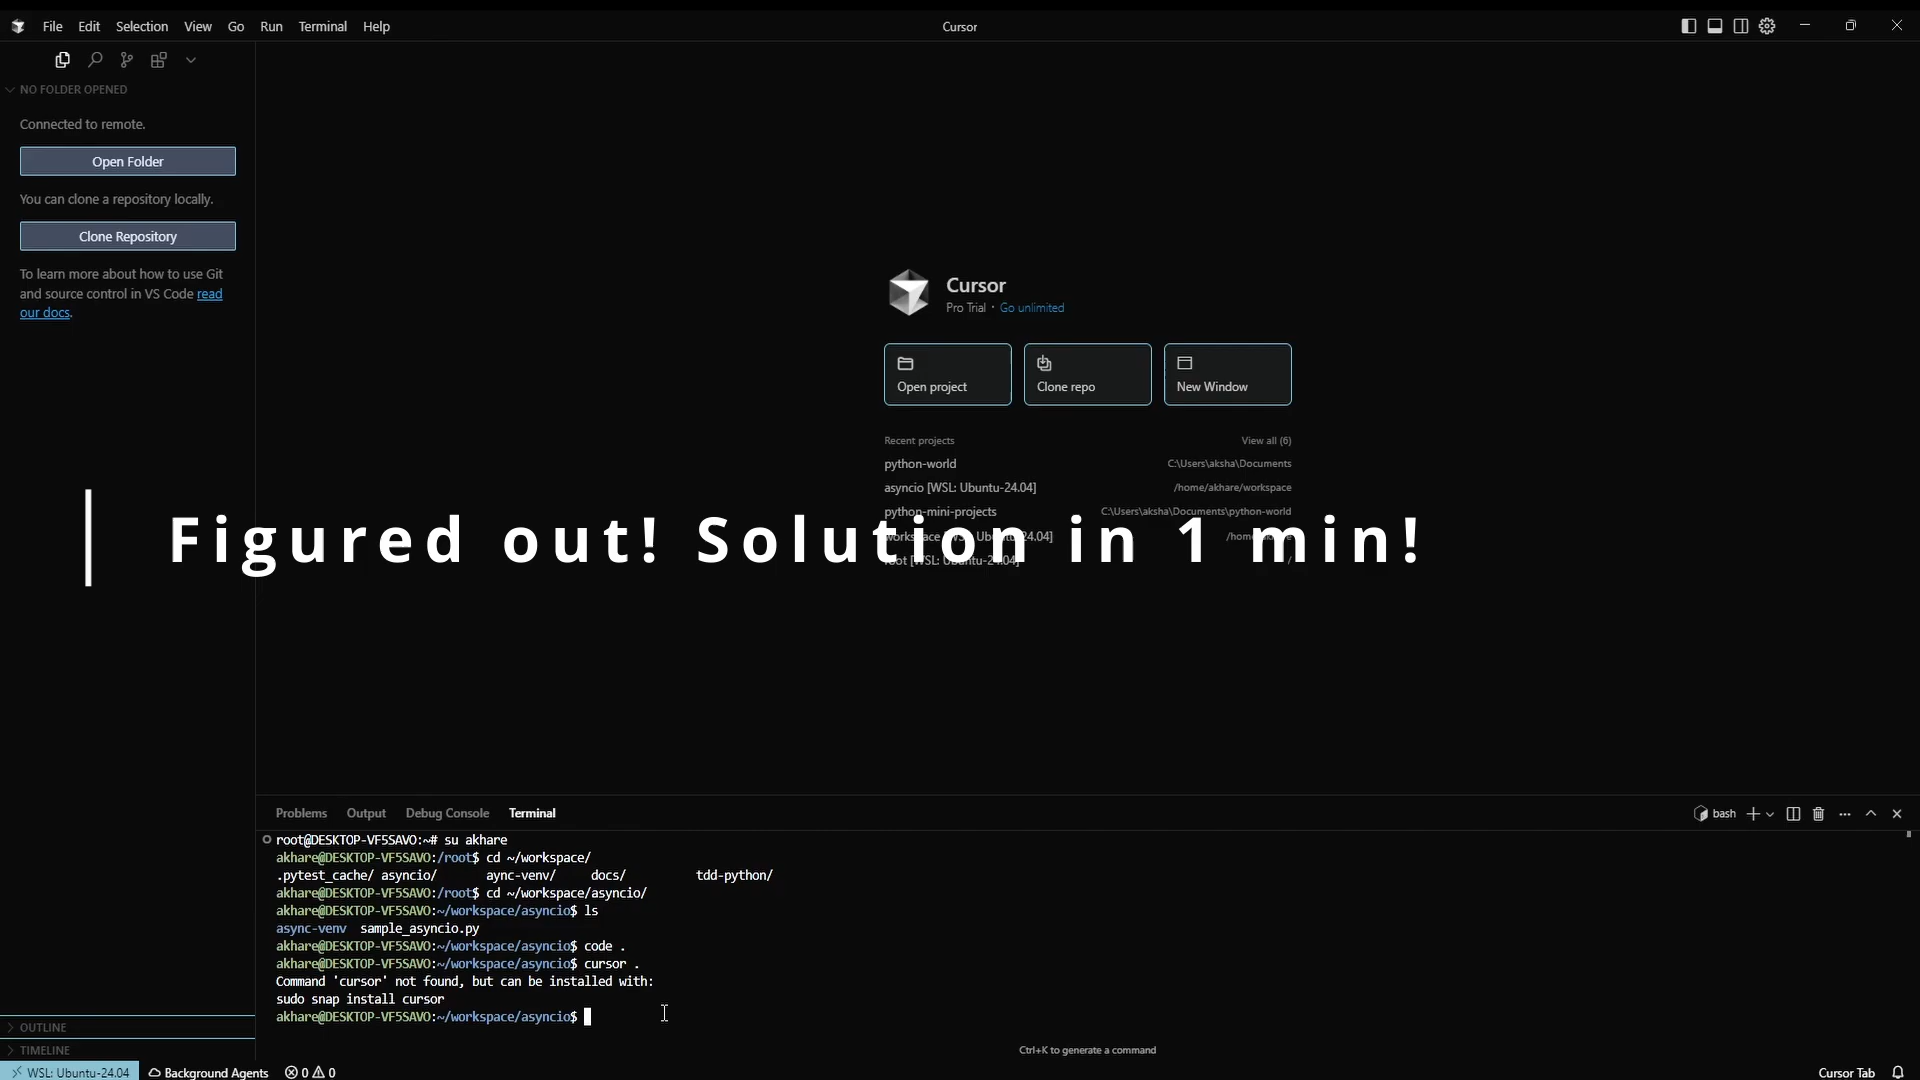 File Edit Selection View Go Run Terminal Help
Cursor
NO FOLDER OPENED
Connected to remote.
Open Folder
You can clone a repository locally.
Clone Repository
To learn more about how to use Git
and source control in VS Code read
our docs.
Cursor
Pro Trial · Go unlimited
Open project
Clone repo
New Window
Recent projects View all (6)
python-world C:\Users\aksha\Documents
asyncio [WSL: Ubuntu-24.04] /home/akhare/workspace
python-mini-projects C:\Users\aksha\Documents\python-world
Figured out! Solution in 1 min!
Problems Output Debug Console Terminal
bash
root@DESKTOP-VF5SAVO:~# su akhare
akhare@DESKTOP-VF5SAVO:/root$ cd ~/workspace/
.pytest_cache/ asyncio/ aync-venv/ docs/ tdd-python/
akhare@DESKTOP-VF5SAVO:/root$ cd ~/workspace/asyncio/
akhare@DESKTOP-VF5SAVO:~/workspace/asyncio$ ls
async-venv sample_asyncio.py
akhare@DESKTOP-VF5SAVO:~/workspace/asyncio$ code .
akhare@DESKTOP-VF5SAVO:~/workspace/asyncio$ cursor .
Command 'cursor' not found, but can be installed with:
sudo snap install cursor
akhare@DESKTOP-VF5SAVO:~/workspace/asyncio$
Ctrl+K to generate a command
OUTLINE
TIMELINE
WSL: Ubuntu-24.04 Background Agents 0 0 Cursor Tab